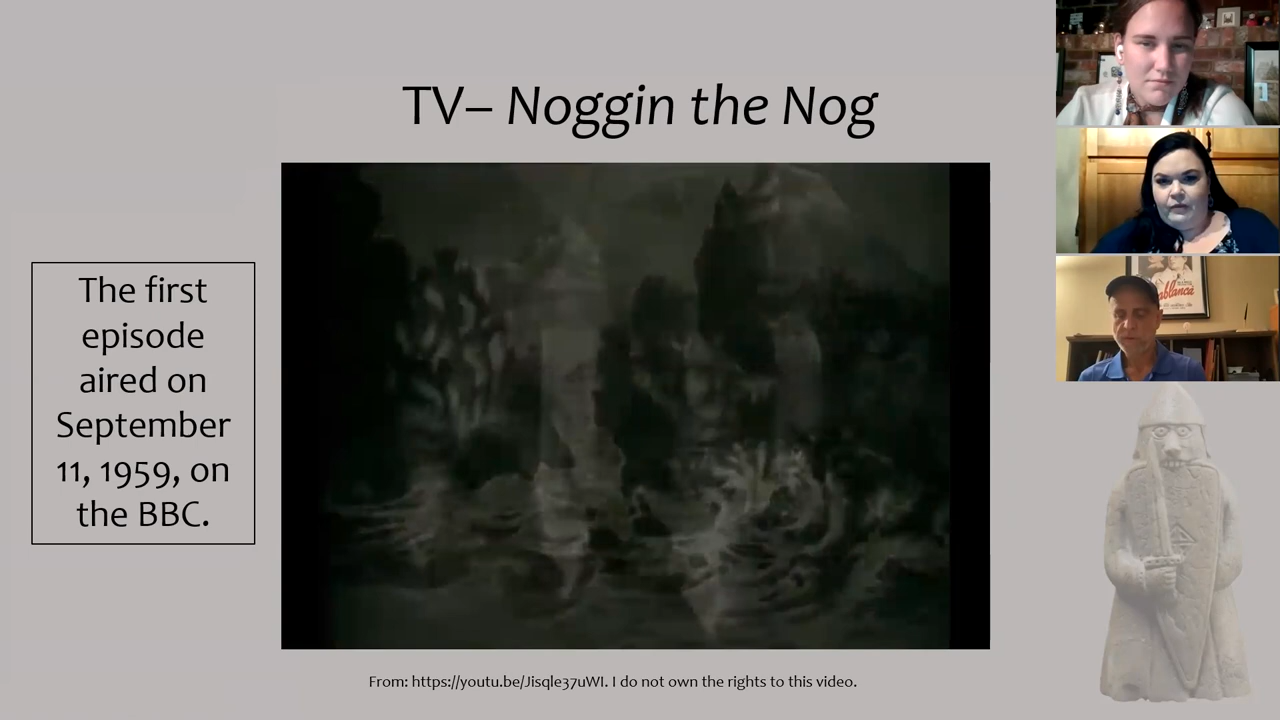 TV– Noggin the Nog
The first
episode
aired on
September
11, 1959, on
the BBC.
From: https://youtu.be/Jisqle37uWI. I do not own the rights to this video.
ablanca